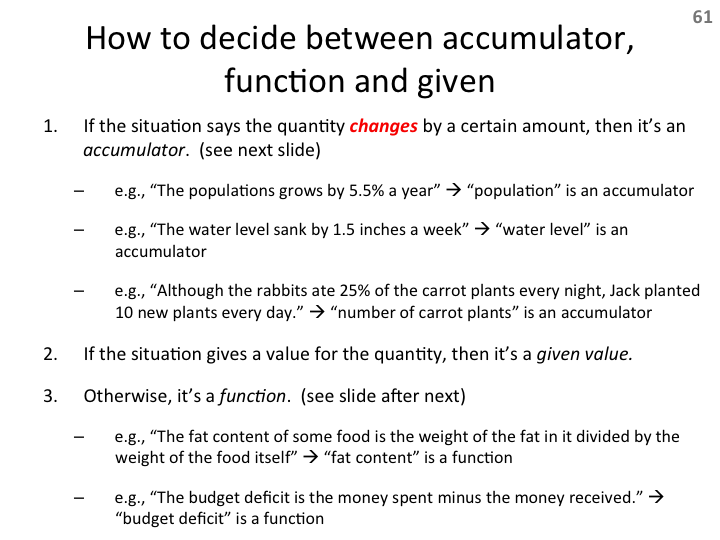 61
How to decide between accumulator,
function and given
1. If the situation says the quantity changes by a certain amount, then it’s an
accumulator. (see next slide)
– e.g., “The populations grows by 5.5% a year” → “population” is an accumulator
– e.g., “The water level sank by 1.5 inches a week” → “water level” is an
accumulator
– e.g., “Although the rabbits ate 25% of the carrot plants every night, Jack planted
10 new plants every day.” → “number of carrot plants” is an accumulator
2. If the situation gives a value for the quantity, then it’s a given value.
3. Otherwise, it’s a function. (see slide after next)
– e.g., “The fat content of some food is the weight of the fat in it divided by the
weight of the food itself” → “fat content” is a function
– e.g., “The budget deficit is the money spent minus the money received.” →
“budget deficit” is a function